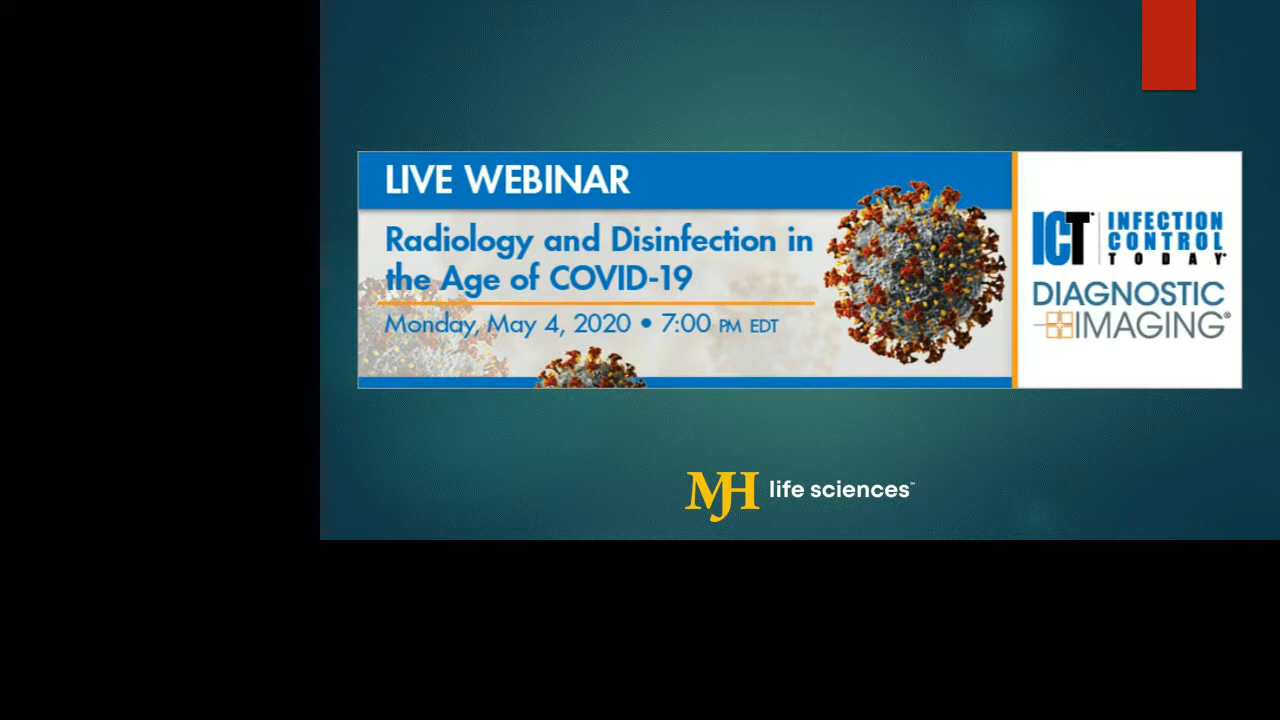 LIVE WEBINAR
Radiology and Disinfection in
the Age of COVID-19
Monday, May 4, 2020 • 7:00 PM EDT
ICT® INFECTION
CONTROL
TODAY®
DIAGNOSTIC
IMAGING®
MJH life sciences™